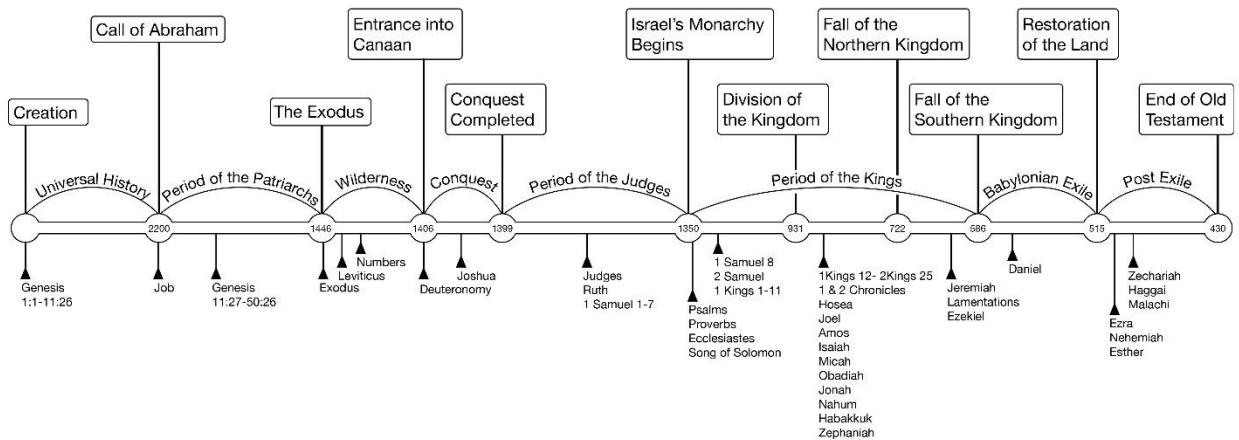 Creation
Call of Abraham
The Exodus
Entrance into
Canaan
Conquest
Completed
Israel's Monarchy
Begins
Division of
the Kingdom
Fall of the
Northern Kingdom
Fall of the
Southern Kingdom
Restoration
of the Land
End of Old
Testament
Universal History
Period of the Patriarchs
Wilderness
Conquest
Period of the Judges
Period of the Kings
Babylonian Exile
Post Exile
2200
1446
1406
1399
1350
931
722
586
515
430
Genesis
1:1-11:26
Job
Genesis
11:27-50:26
Exodus
Leviticus
Numbers
Deuteronomy
Joshua
Judges
Ruth
1 Samuel 1-7
Psalms
Proverbs
Ecclesiastes
Song of Solomon
1 Samuel 8
2 Samuel
1 Kings 1-11
1Kings 12- 2Kings 25
1 & 2 Chronicles
Hosea
Joel
Amos
Isaiah
Micah
Obadiah
Jonah
Nahum
Habakkuk
Zephaniah
Jeremiah
Lamentations
Ezekiel
Daniel
Ezra
Nehemiah
Esther
Zechariah
Haggai
Malachi